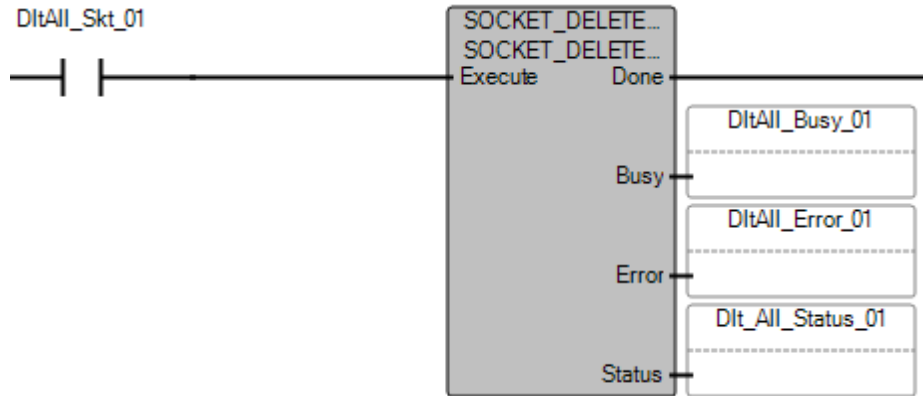 DltAll_Skt_01
SOCKET_DELETE...
SOCKET_DELETE...
Execute
Done
DltAll_Busy_01
Busy
DltAll_Error_01
Error
Dlt_All_Status_01
Status